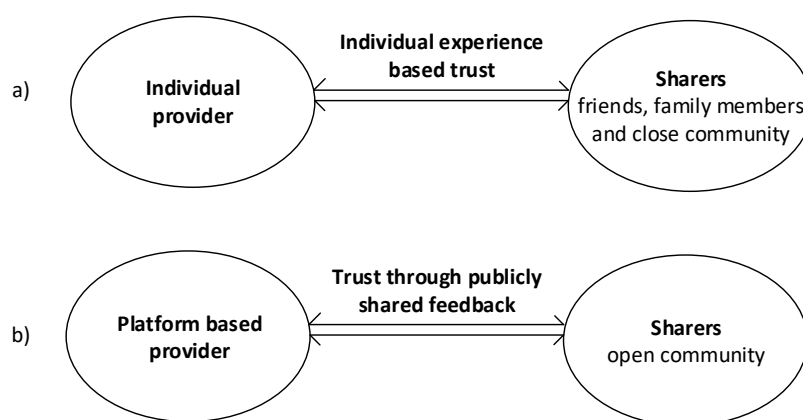 a)
Individual
provider
Individual experience
based trust
Sharers
friends, family members
and close community
b)
Platform based
provider
Trust through publicly
shared feedback
Sharers
open community